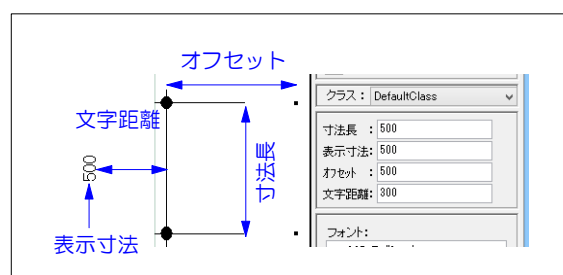 オフセット
文字距離
500
寸法長
表示寸法
クラス： DefaultClass
寸法長 ：500
表示寸法：500
オフセット ：500
文字距離：300
フォント：